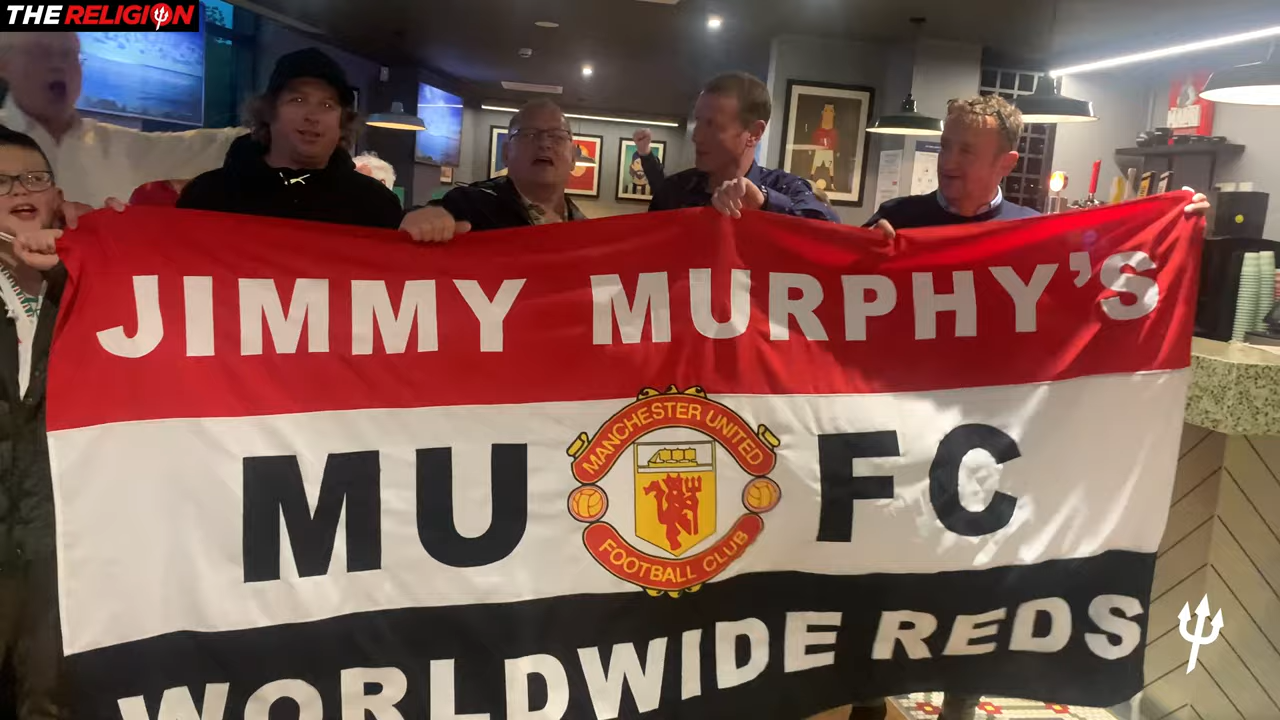 THE RELIGION
JIMMY MURPHY'S
MU FC
MANCHESTER UNITED
FOOTBALL CLUB
WORLDWIDE REDS